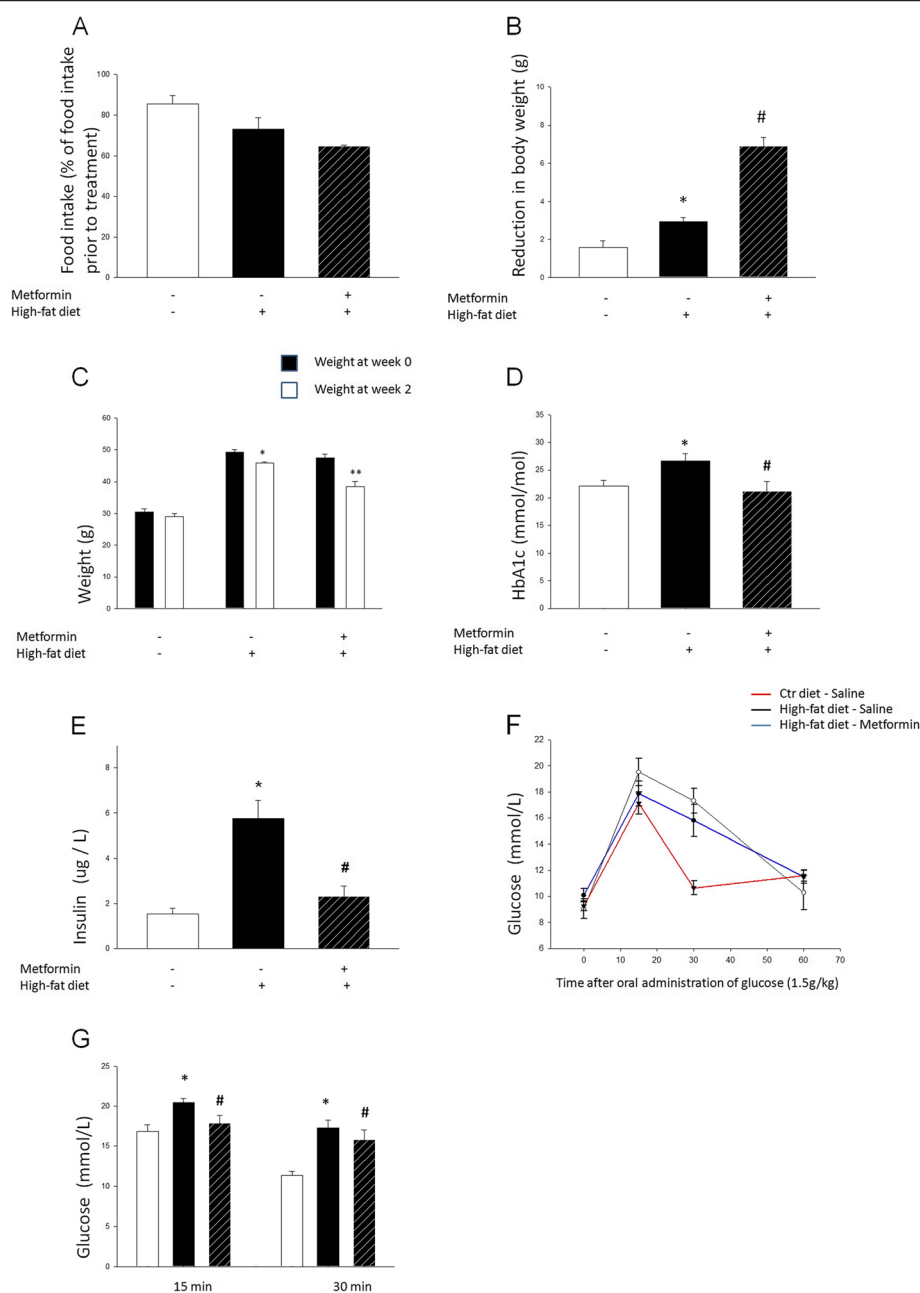 A
Food intake (% of food intake
prior to treatment)
100
80
60
40
20
0
Metformin - - +
High-fat diet - + +
B
Reduction in body weight (g)
10
8
6
4
2
0
*
#
Metformin - - +
High-fat diet - + +
C
Weight at week 0
Weight at week 2
Weight (g)
60
50
40
30
20
10
0
*
**
Metformin - - +
High-fat diet - + +
D
HbA1c (mmol/mol)
35
30
25
20
15
10
5
0
*
#
Metformin - - +
High-fat diet - + +
E
Insulin (ug / L)
8
6
4
2
0
*
#
Metformin - - +
High-fat diet - + +
F
Ctr diet - Saline
High-fat diet - Saline
High-fat diet - Metformin
Glucose (mmol/L)
22
20
18
16
14
12
10
8
6
0 10 20 30 40 50 60 70
Time after oral administration of glucose (1.5g/kg)
G
Glucose (mmol/L)
25
20
15
10
5
0
* # * #
15 min 30 min